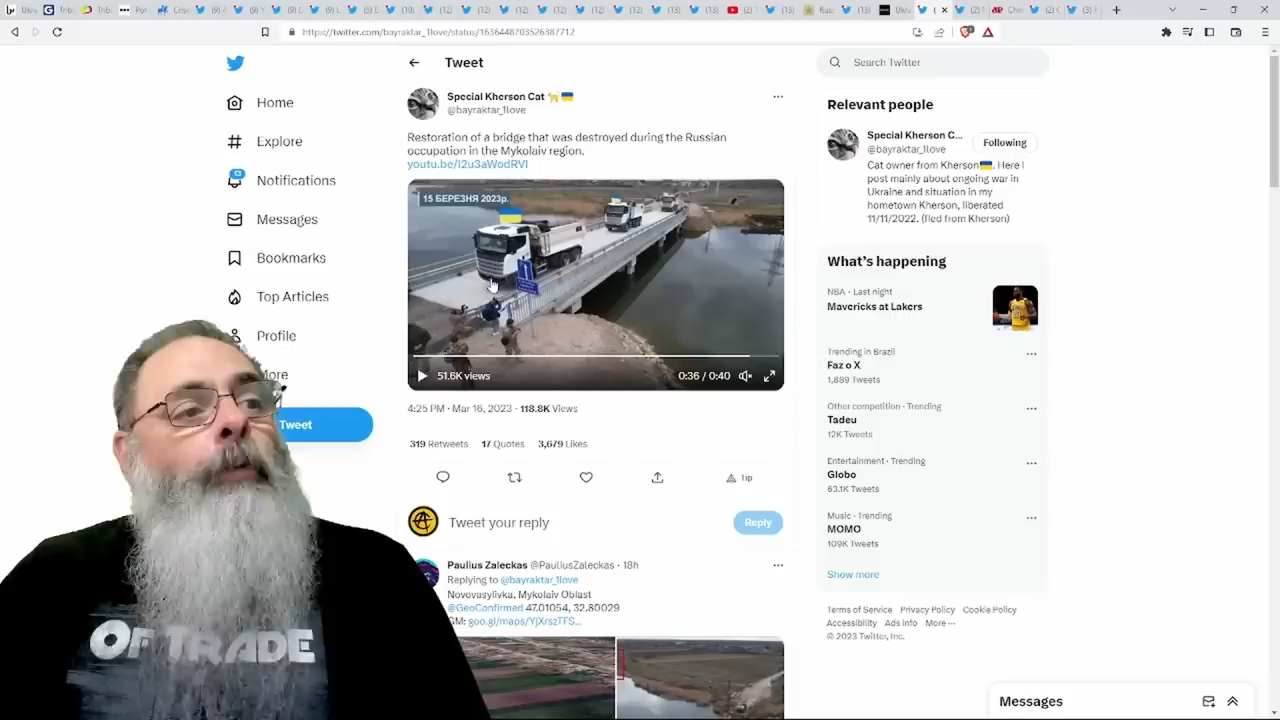 https://twitter.com/bayraktar_1love/status/1636448703526387712
Home
Explore
Notifications
Messages
Bookmarks
Top Articles
Profile
More
Tweet
Tweet
Special Kherson Cat
@bayraktar_1love
Restoration of a bridge that was destroyed during the Russian
occupation in the Mykolaiv region.
youtu.be/I2u3aWodRVI
15 БЕРЕЗНЯ 2023р.
51.6K views
0:36 / 0:40
4:25 PM · Mar 16, 2023 · 118.8K Views
319 Retweets 17 Quotes 3,679 Likes
Tip
Tweet your reply
Reply
Paulius Zaleckas @PauliusZaleckas · 18h
Replying to @bayraktar_1love
Novovasylivka, Mykolaiv Oblast
@GeoConfirmed 47.01054, 32.80029
GM: goo.gl/maps/YjXrszTFS...
Search Twitter
Relevant people
Special Kherson C...
@bayraktar_1love
Following
Cat owner from Kherson. Here I
post mainly about ongoing war in
Ukraine and situation in my
hometown Kherson, liberated
11/11/2022. (fled from Kherson)
What's happening
NBA · Last night
Mavericks at Lakers
Trending in Brazil
Faz o X
1,889 Tweets
Other competition · Trending
Tadeu
12K Tweets
Entertainment · Trending
Globo
63.1K Tweets
Music · Trending
MOMO
109K Tweets
Show more
Terms of Service Privacy Policy Cookie Policy
Accessibility Ads info More ...
© 2023 Twitter, Inc.
Messages